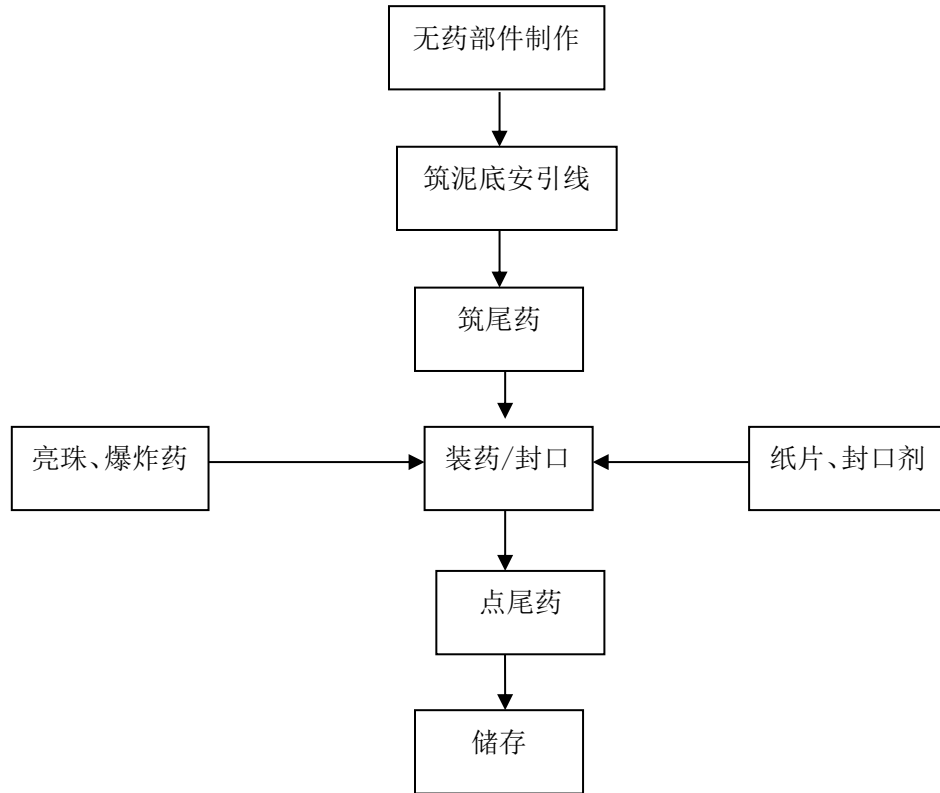 无药部件制作
筑泥底安引线
筑尾药
亮珠、爆炸药
装药/封口
纸片、封口剂
点尾药
储存